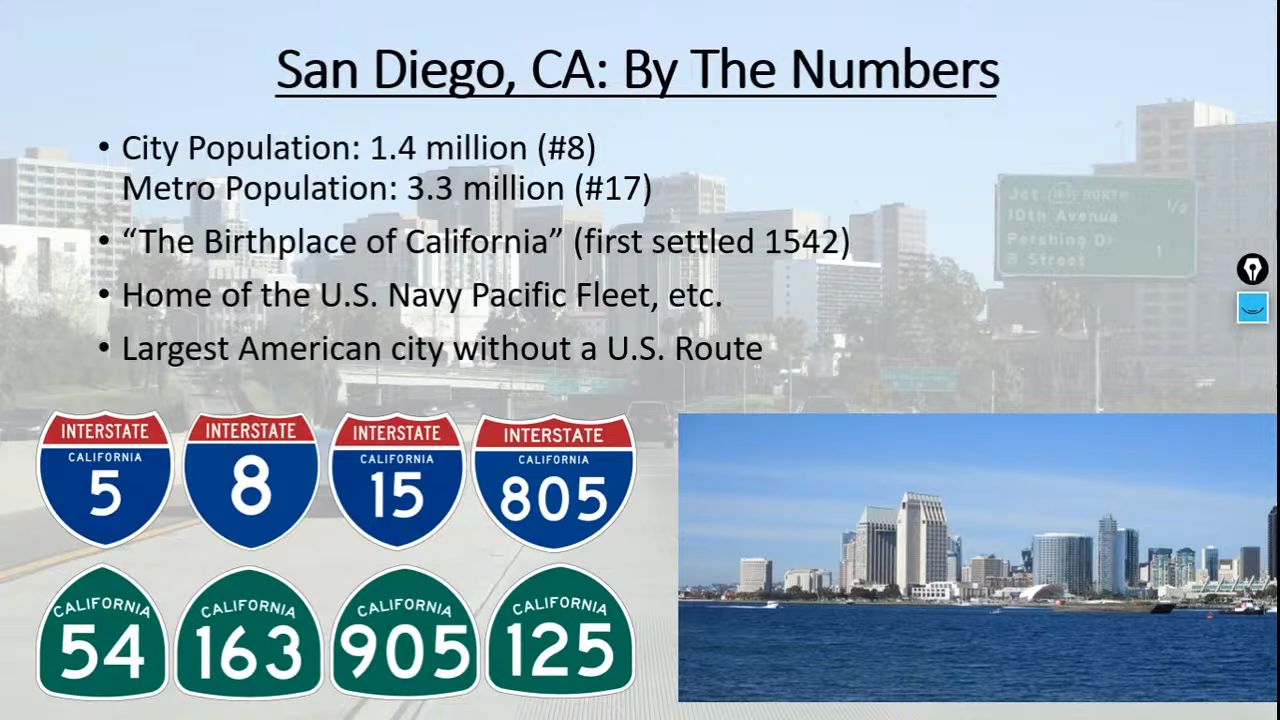 San Diego, CA: By The Numbers
• City Population: 1.4 million (#8)
Metro Population: 3.3 million (#17)
• “The Birthplace of California” (first settled 1542)
• Home of the U.S. Navy Pacific Fleet, etc.
• Largest American city without a U.S. Route
Jct 163 NORTH 1/2
10th Avenue
Pershing Dr 1
B Street
INTERSTATE CALIFORNIA 5
INTERSTATE CALIFORNIA 8
INTERSTATE CALIFORNIA 15
INTERSTATE CALIFORNIA 805
CALIFORNIA 54
CALIFORNIA 163
CALIFORNIA 905
CALIFORNIA 125